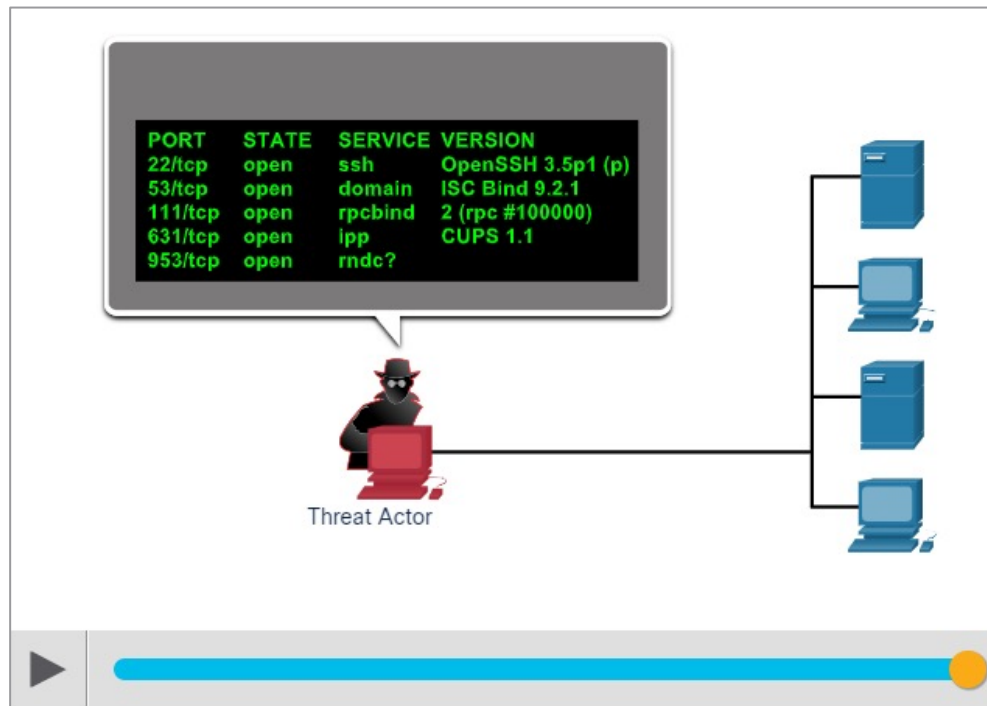 PORT STATE SERVICE VERSION
22/tcp open ssh OpenSSH 3.5p1 (p)
53/tcp open domain ISC Bind 9.2.1
111/tcp open rpcbind 2 (rpc #100000)
631/tcp open ipp CUPS 1.1
953/tcp open rndc?
Threat Actor